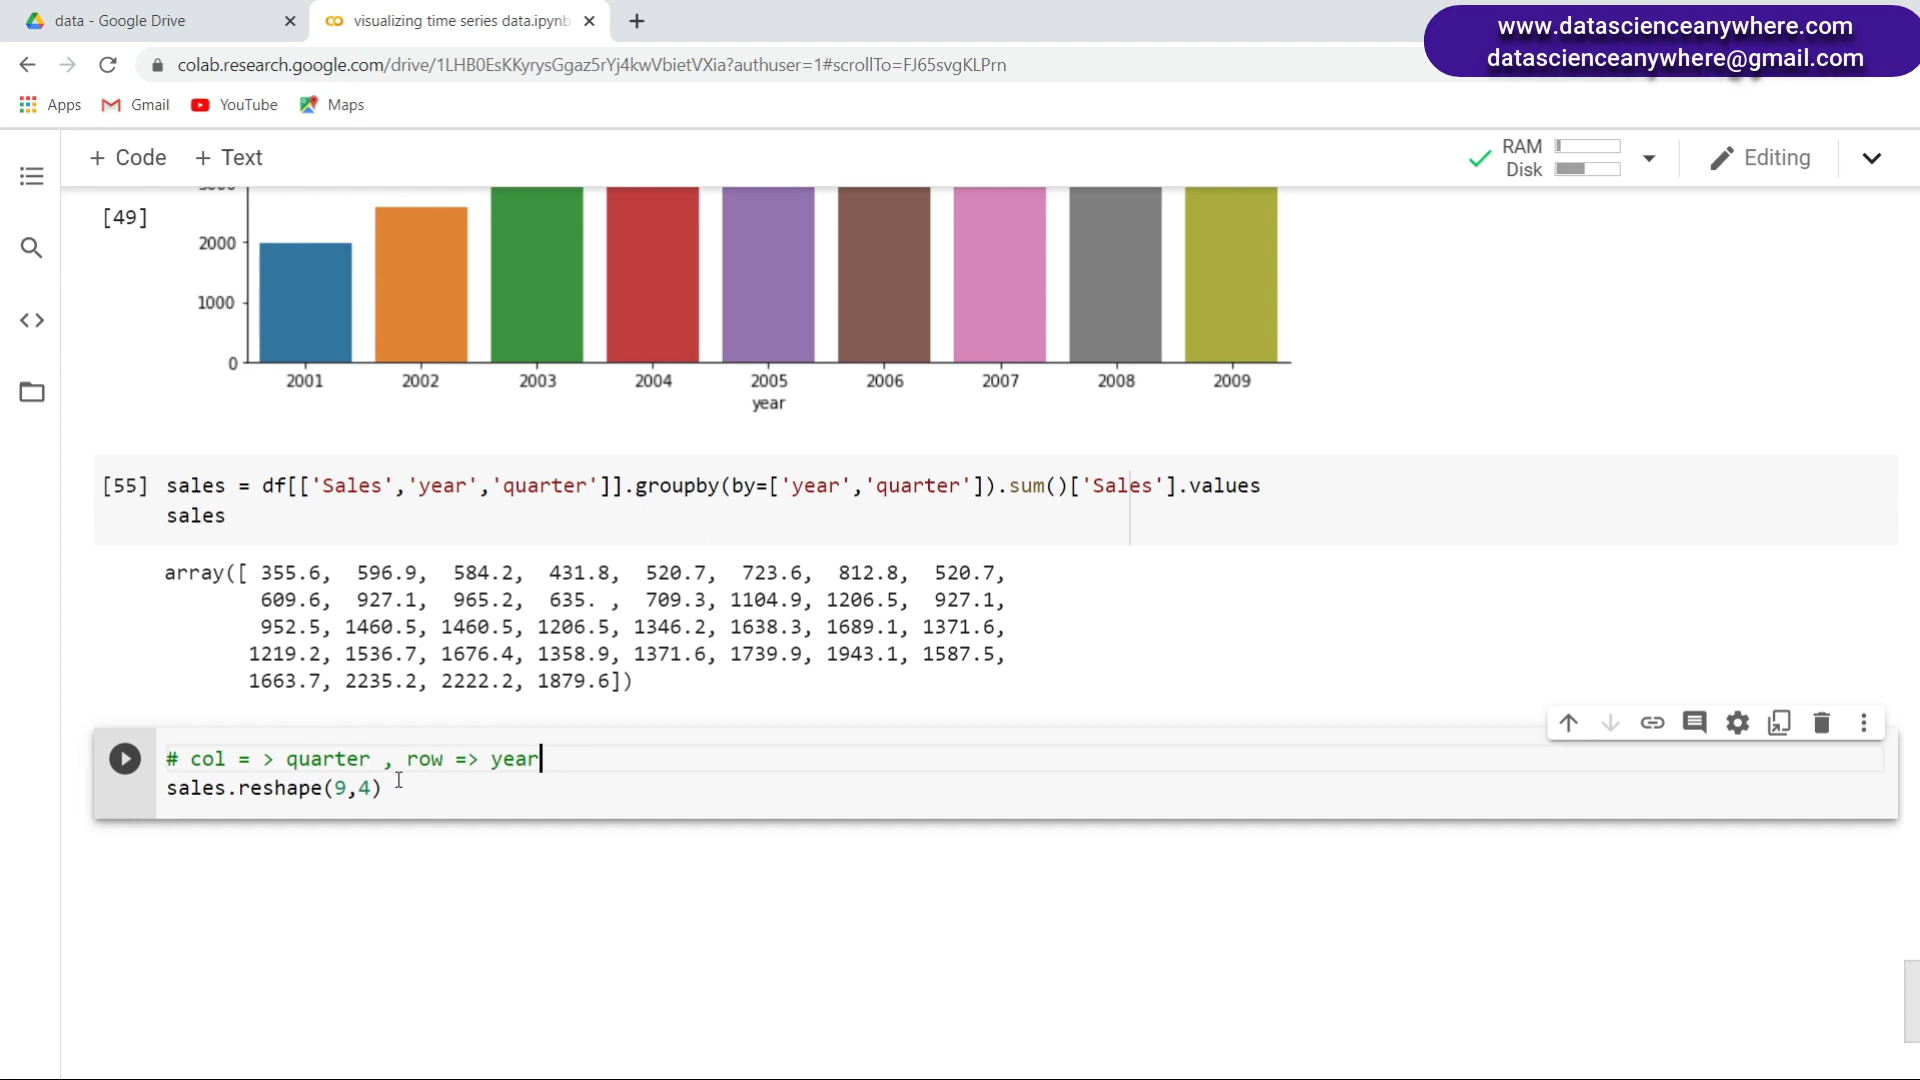 data - Google Drive
visualizing time series data.ipynb
www.datascienceanywhere.com
datascienceanywhere@gmail.com
colab.research.google.com/drive/1LHB0EsKKyrysGgaz5rYj4kwVbietVXia?authuser=1#scrollTo=FJ65svgKLPrn
Apps Gmail YouTube Maps
+ Code + Text
RAM
Disk
Editing
[49]
2000
1000
0
2001 2002 2003 2004 2005 2006 2007 2008 2009
year
[55] sales = df[['Sales','year','quarter']].groupby(by=['year','quarter']).sum()['Sales'].values
sales
array([ 355.6, 596.9, 584.2, 431.8, 520.7, 723.6, 812.8, 520.7,
609.6, 927.1, 965.2, 635. , 709.3, 1104.9, 1206.5, 927.1,
952.5, 1460.5, 1460.5, 1206.5, 1346.2, 1638.3, 1689.1, 1371.6,
1219.2, 1536.7, 1676.4, 1358.9, 1371.6, 1739.9, 1943.1, 1587.5,
1663.7, 2235.2, 2222.2, 1879.6])
# col = > quarter , row => year
sales.reshape(9,4)